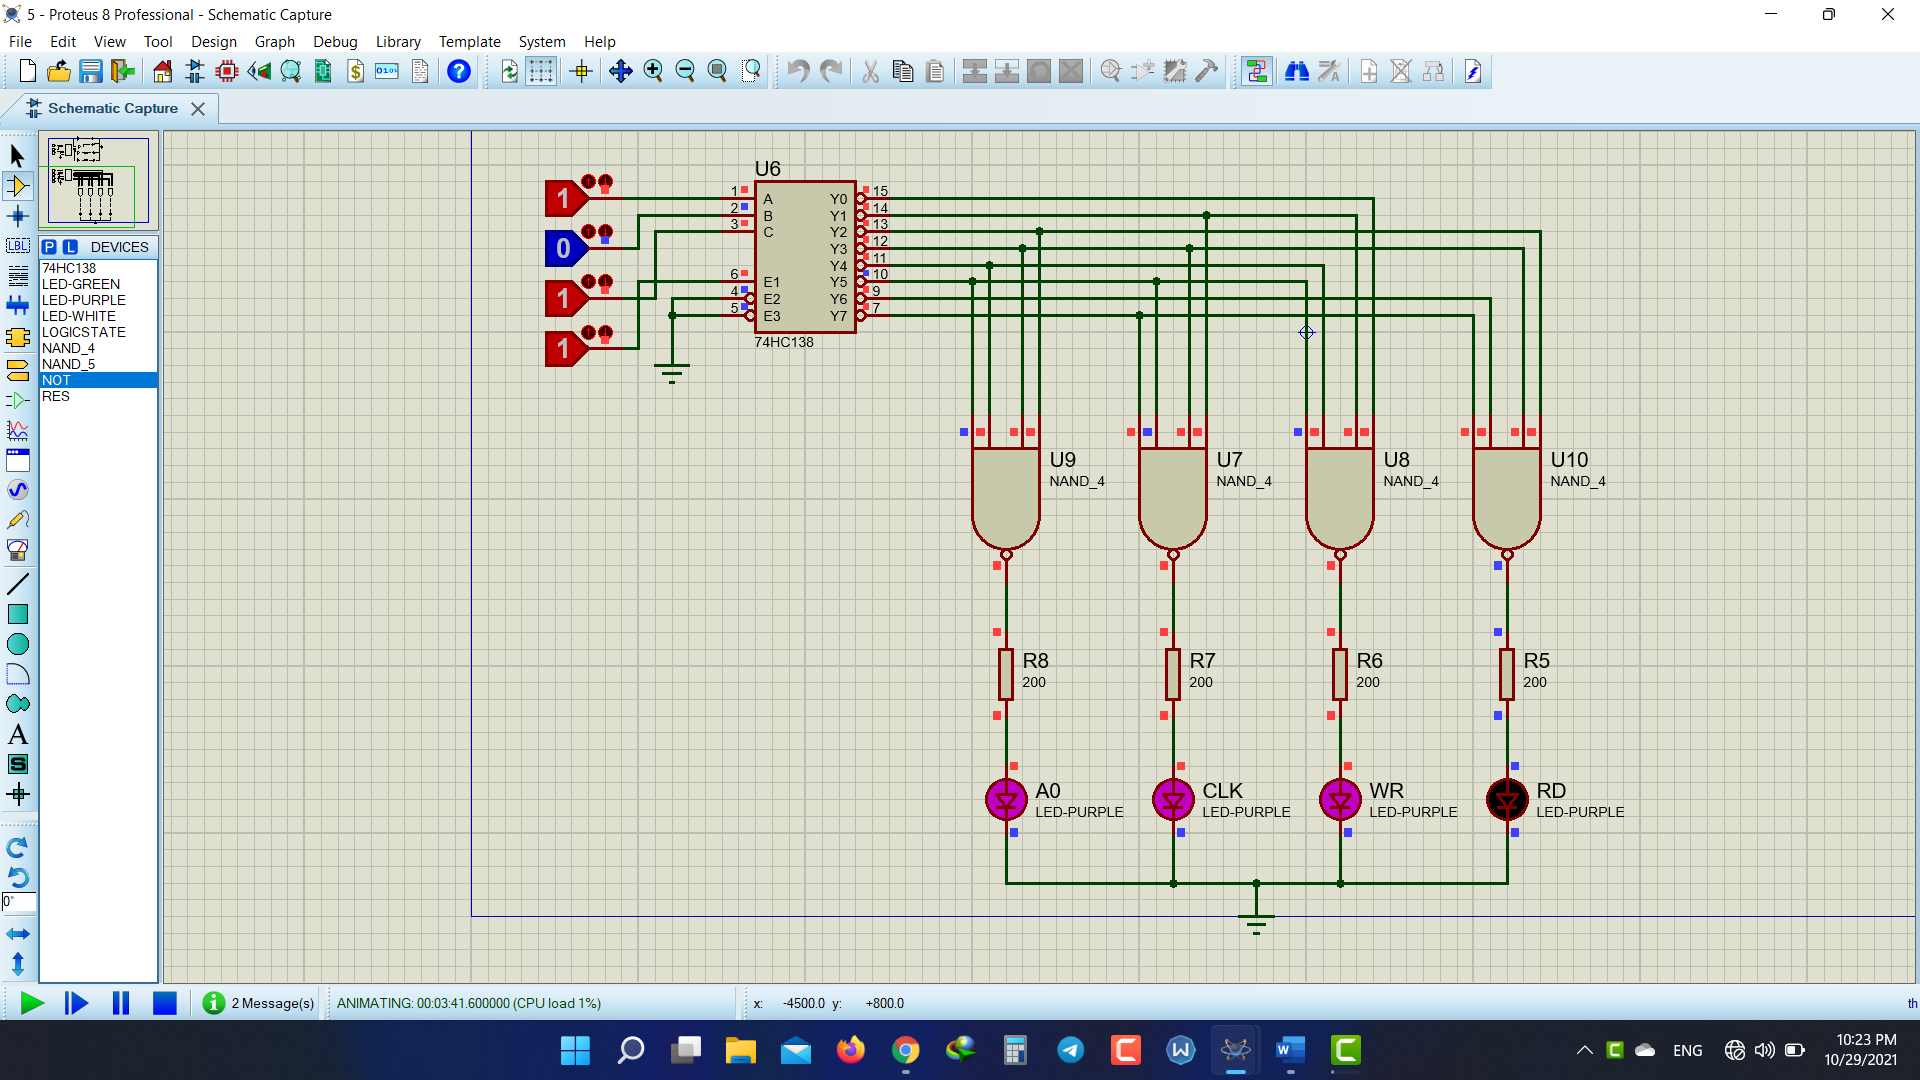 5 - Proteus 8 Professional - Schematic Capture
File Edit View Tool Design Graph Debug Library Template System Help
Schematic Capture
P L DEVICES
74HC138
LED-GREEN
LED-PURPLE
LED-WHITE
LOGICSTATE
NAND_4
NAND_5
NOT
RES
LBL
A
S
0°
1
0
1
1
U6
1 A Y0 15
2 B Y1 14
3 C Y2 13
Y3 12
Y4 11
6 E1 Y5 10
4 E2 Y6 9
5 E3 Y7 7
74HC138
U9
NAND_4
U7
NAND_4
U8
NAND_4
U10
NAND_4
R8
200
R7
200
R6
200
R5
200
A0
LED-PURPLE
CLK
LED-PURPLE
WR
LED-PURPLE
RD
LED-PURPLE
2 Message(s) ANIMATING: 00:03:41.600000 (CPU load 1%) x: -4500.0 y: +800.0 th
ENG
10:23 PM
10/29/2021